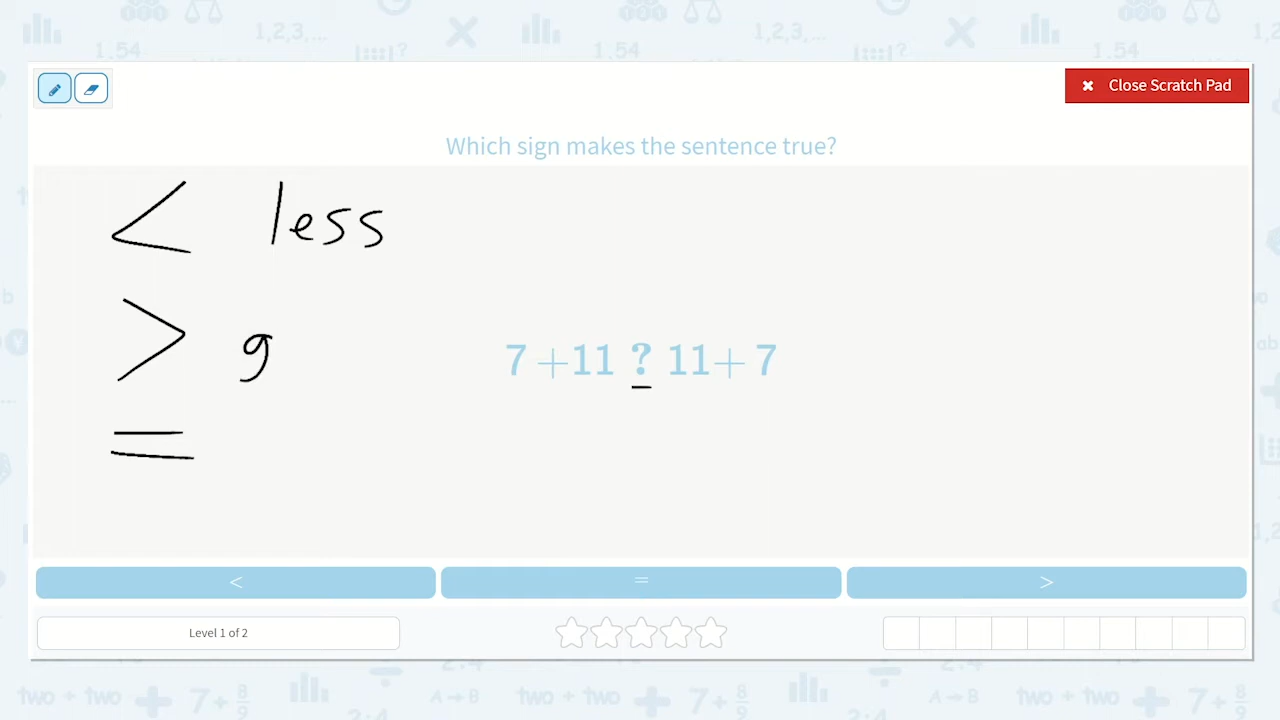 Close Scratch Pad
Which sign makes the sentence true?
< less
> g
=
7 + 11 ? 11 + 7
< = >
Level 1 of 2